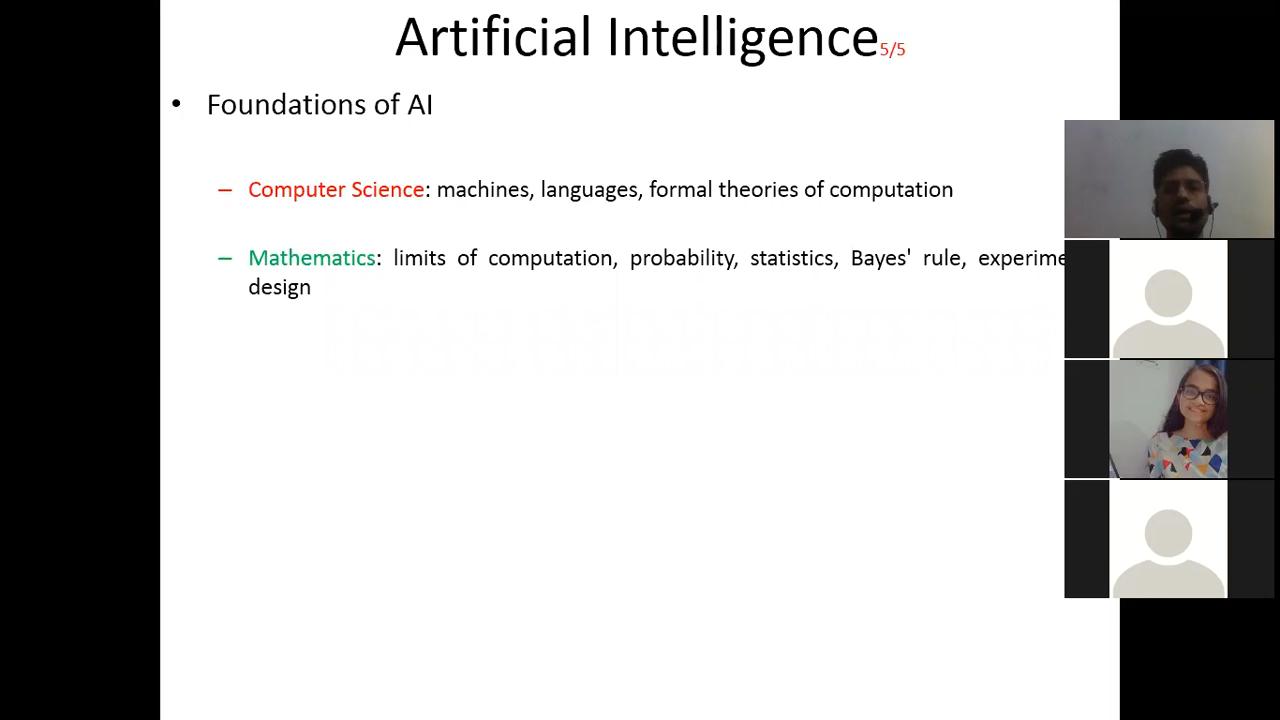 Artificial Intelligence5/5
• Foundations of AI
– Computer Science: machines, languages, formal theories of computation
– Mathematics: limits of computation, probability, statistics, Bayes' rule,
design